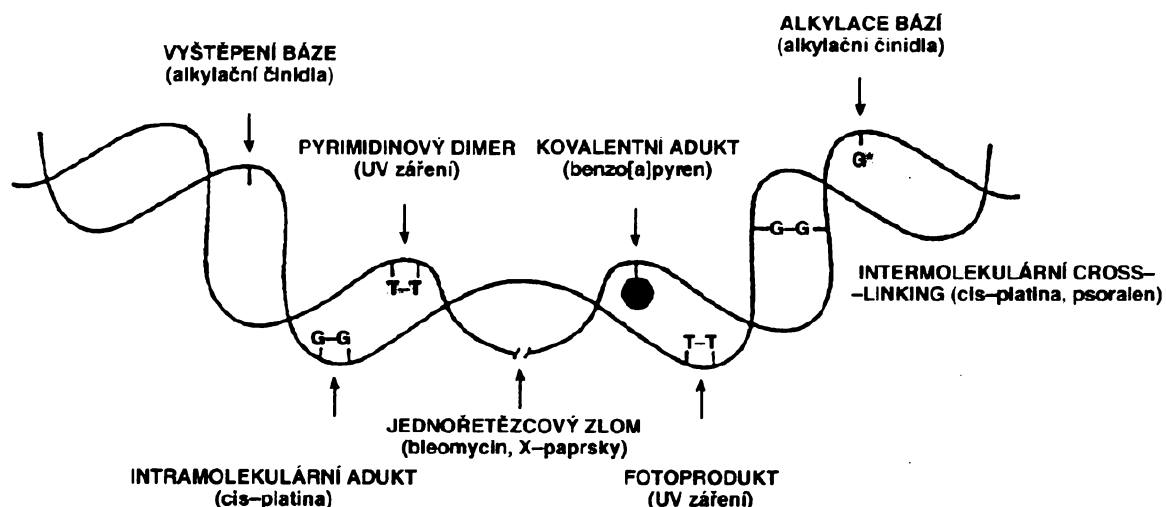 ALKYLACE BÁZÍ
(alkylační činidla)
VYŠTĚPENÍ BÁZE
(alkylační činidla)
PYRIMIDINOVÝ DIMER
(UV záření)
KOVALENTNÍ ADUKT
(benzo[a]pyren)
G*
G–G
INTERMOLEKULÁRNÍ CROSS–
–LINKING (cis–platina, psoralen)
T–T
G–G
T–T
JEDNOŘETĚZCOVÝ ZLOM
(bleomycin, X–paprsky)
INTRAMOLEKULÁRNÍ ADUKT
(cis–platina)
FOTOPRODUKT
(UV záření)